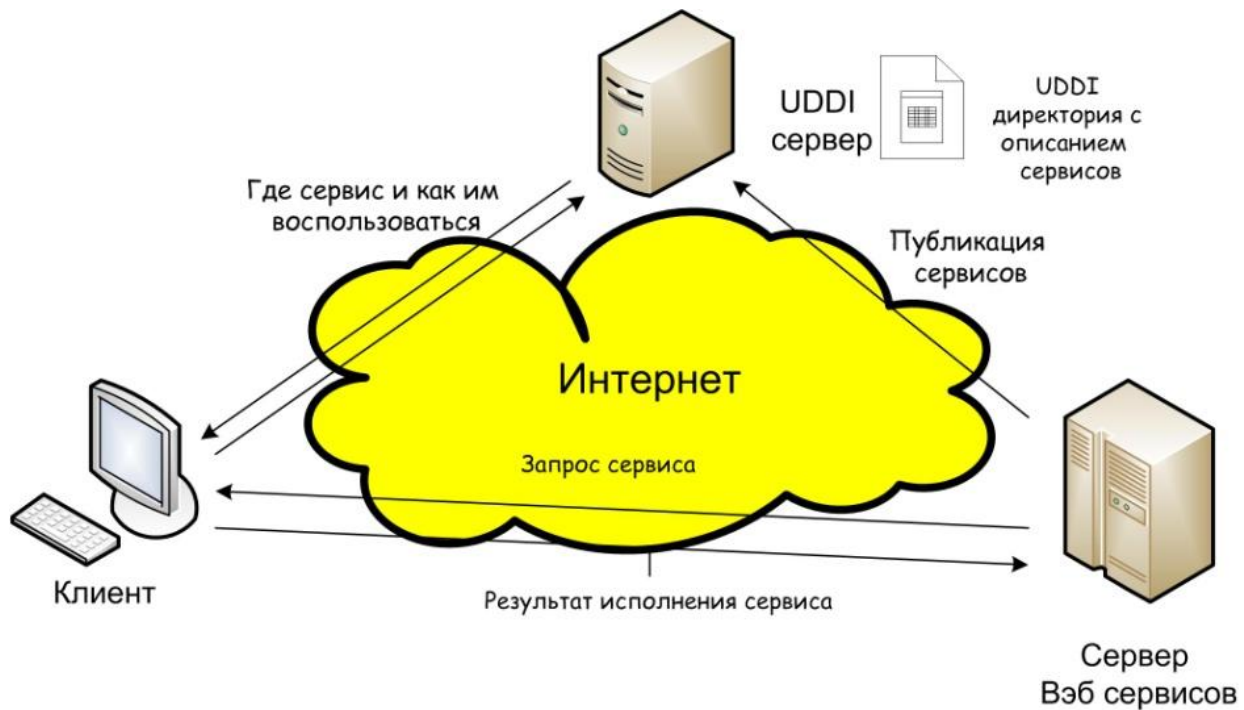 UDDI
сервер
UDDI
директория с
описанием
сервисов
Где сервис и как им
воспользоваться
Публикация
сервисов
Интернет
Запрос сервиса
Клиент
Результат исполнения сервиса
Сервер
Вэб сервисов